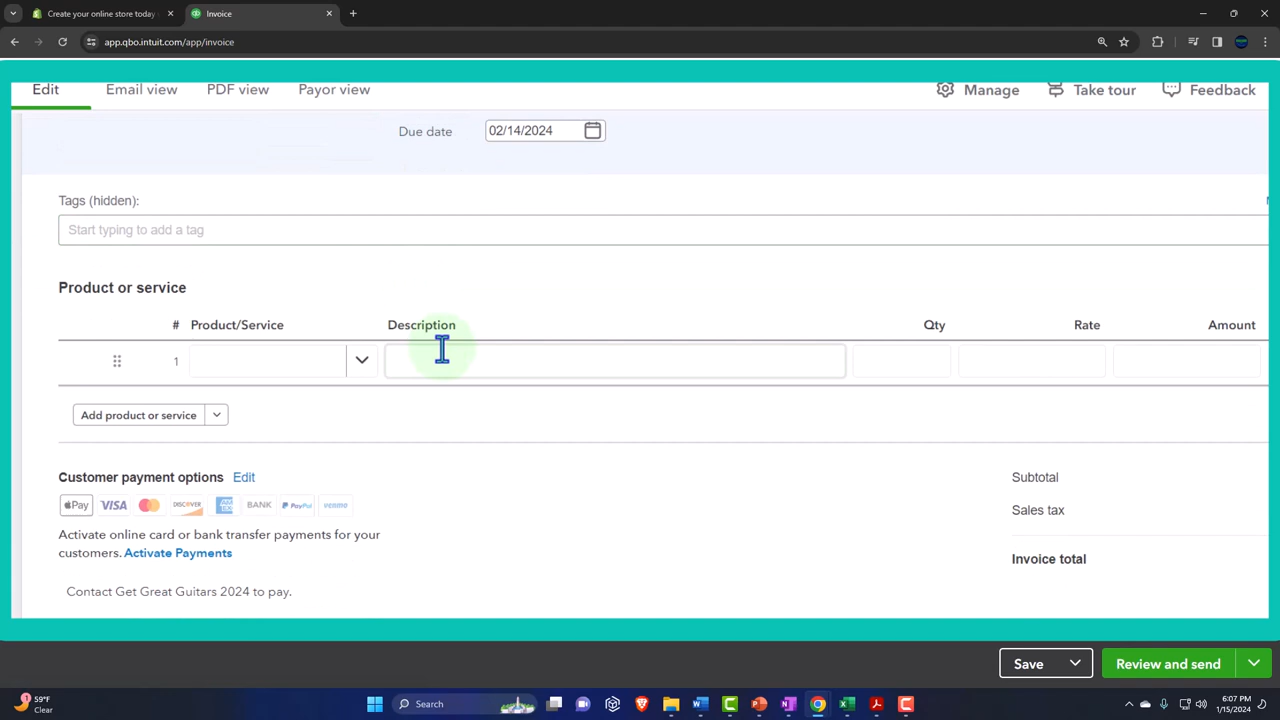 Create your online store today
Invoice
app.qbo.intuit.com/app/invoice
Edit
Email view
PDF view
Payor view
Manage
Take tour
Feedback
Due date
02/14/2024
Tags (hidden):
Start typing to add a tag
Product or service
# Product/Service Description Qty Rate Amount
1
Add product or service
Customer payment options Edit
Pay VISA DISCOVER BANK PayPal venmo
Subtotal
Sales tax
Activate online card or bank transfer payments for your
customers. Activate Payments
Invoice total
Contact Get Great Guitars 2024 to pay.
Save
Review and send
59°F
Clear
Search
6:07 PM
1/15/2024